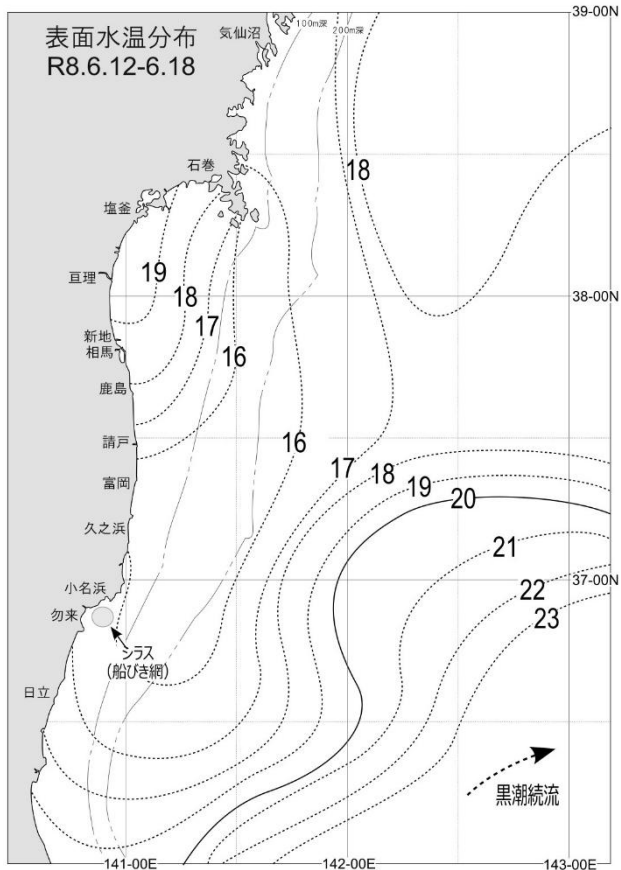 表面水温分布
R8.6.12-6.18
気仙沼
100m深
200m深
39-00N
石巻
塩釜
亘理
新地
相馬
鹿島
請戸
富岡
久之浜
小名浜
勿来
シラス
(船びき網)
日立
18
19
18
17
16
38-00N
16
17
18
19
20
21
22
23
37-00N
黒潮続流
141-00E
142-00E
143-00E